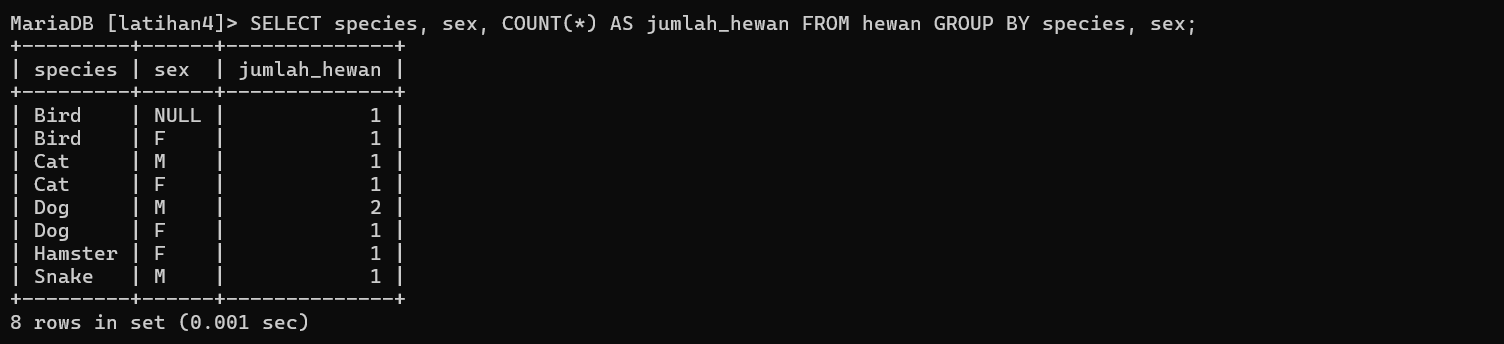 MariaDB [latihan4]> SELECT species, sex, COUNT(*) AS jumlah_hewan FROM hewan GROUP BY species, sex;
+---------+------+--------------+
| species | sex  | jumlah_hewan |
+---------+------+--------------+
| Bird    | NULL |            1 |
| Bird    | F    |            1 |
| Cat     | M    |            1 |
| Cat     | F    |            1 |
| Dog     | M    |            2 |
| Dog     | F    |            1 |
| Hamster | F    |            1 |
| Snake   | M    |            1 |
+---------+------+--------------+
8 rows in set (0.001 sec)